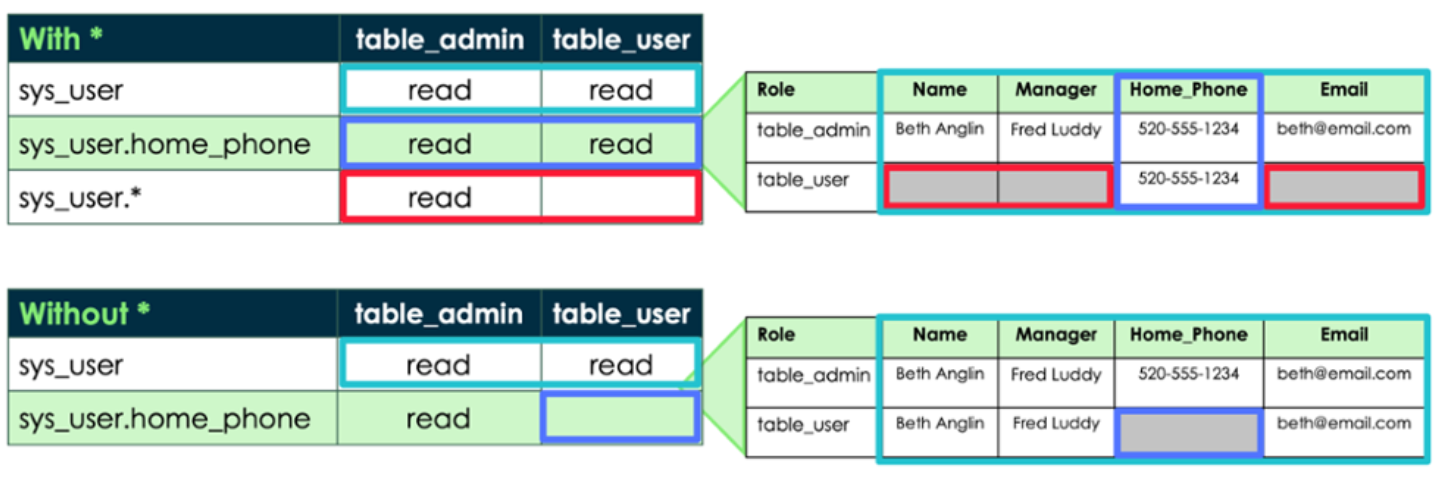 With * table_admin table_user
sys_user read read
sys_user.home_phone read read
sys_user.* read
Role Name Manager Home_Phone Email
table_admin Beth Anglin Fred Luddy 520-555-1234 beth@email.com
table_user 520-555-1234
Without * table_admin table_user
sys_user read read
sys_user.home_phone read
Role Name Manager Home_Phone Email
table_admin Beth Anglin Fred Luddy 520-555-1234 beth@email.com
table_user Beth Anglin Fred Luddy beth@email.com